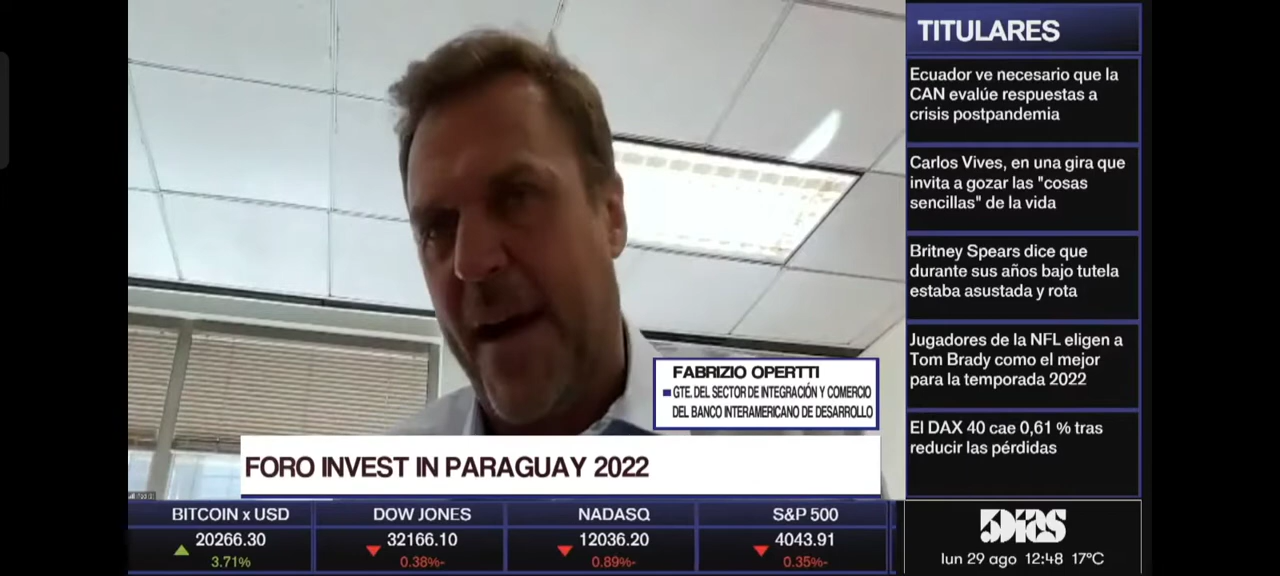 TITULARES
Ecuador ve necesario que la
CAN evalúe respuestas a
crisis postpandemia
Carlos Vives, en una gira que
invita a gozar las "cosas
sencillas" de la vida
Britney Spears dice que
durante sus años bajo tutela
estaba asustada y rota
Jugadores de la NFL eligen a
Tom Brady como el mejor
para la temporada 2022
El DAX 40 cae 0,61 % tras
reducir las pérdidas
FABRIZIO OPERTTI
GTE. DEL SECTOR DE INTEGRACIÓN Y COMERCIO
DEL BANCO INTERAMERICANO DE DESARROLLO
FORO INVEST IN PARAGUAY 2022
BITCOIN x USD
20266.30
3.71%
DOW JONES
32166.10
0.38%-
NADASQ
12036.20
0.89%-
S&P 500
4043.91
0.35%-
5DIAS
lun 29 ago 12:48 17°C